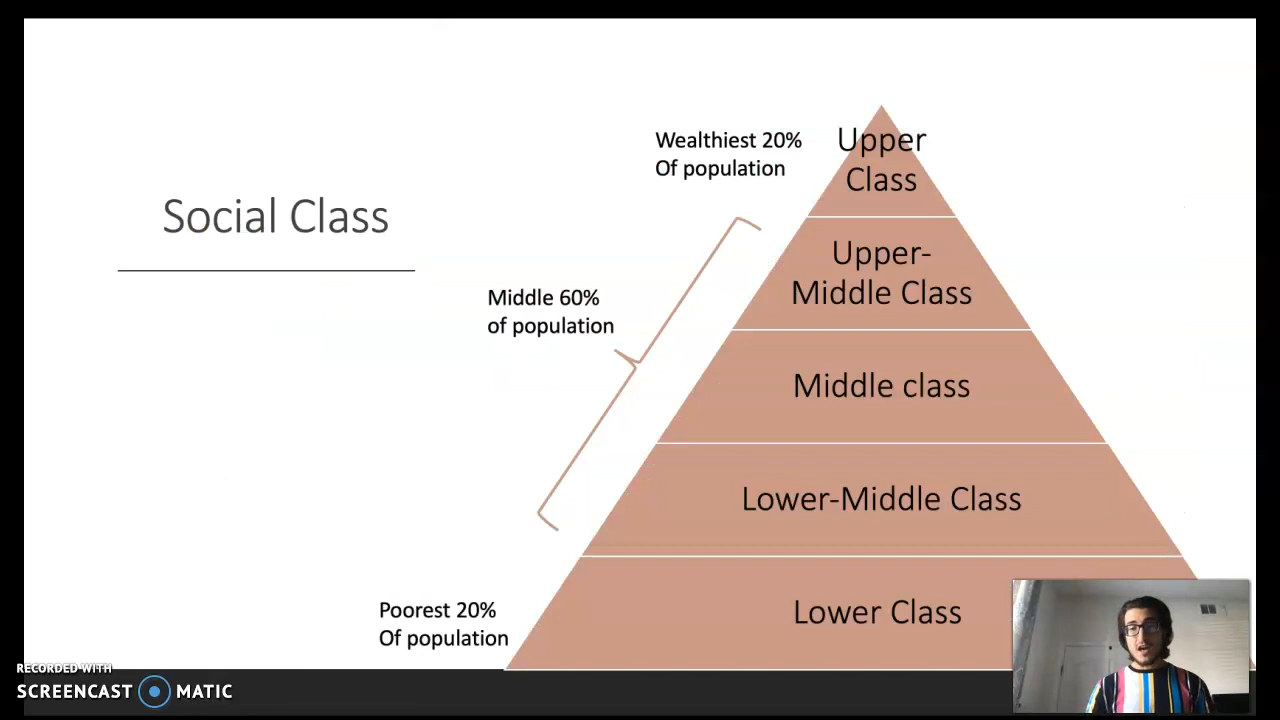 Social Class
Wealthiest 20%
Of population
Middle 60%
of population
Poorest 20%
Of population
Upper
Class
Upper-
Middle Class
Middle class
Lower-Middle Class
Lower Class
RECORDED WITH
SCREENCAST MATIC